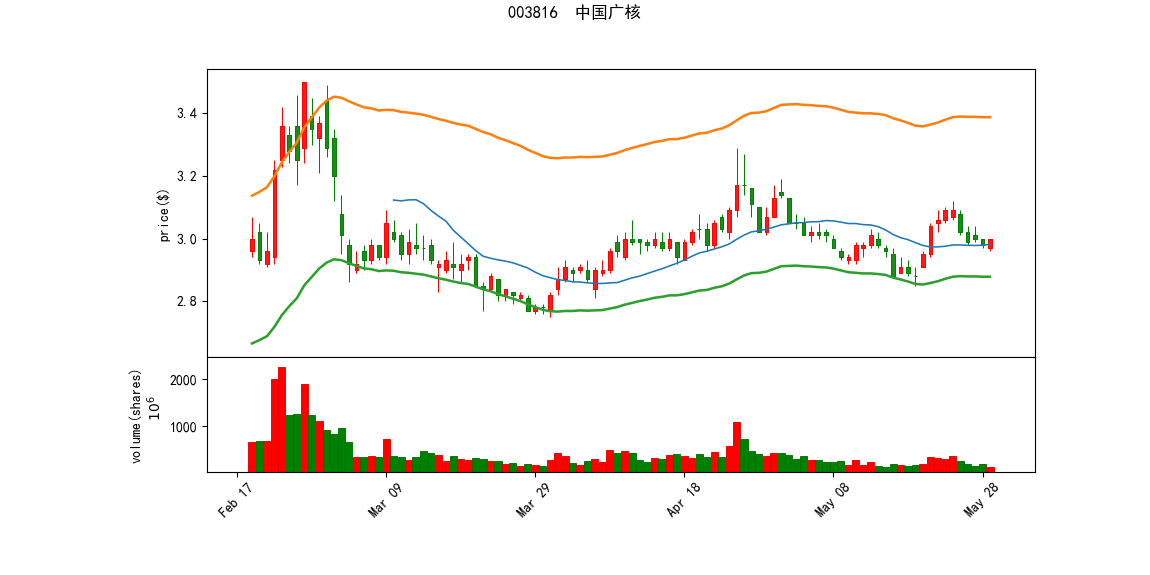 003816 中国广核
price($)
3.4
3.2
3.0
2.8
volume(shares)
10^6
2000
1000
Feb 17
Mar 09
Mar 29
Apr 18
May 08
May 28